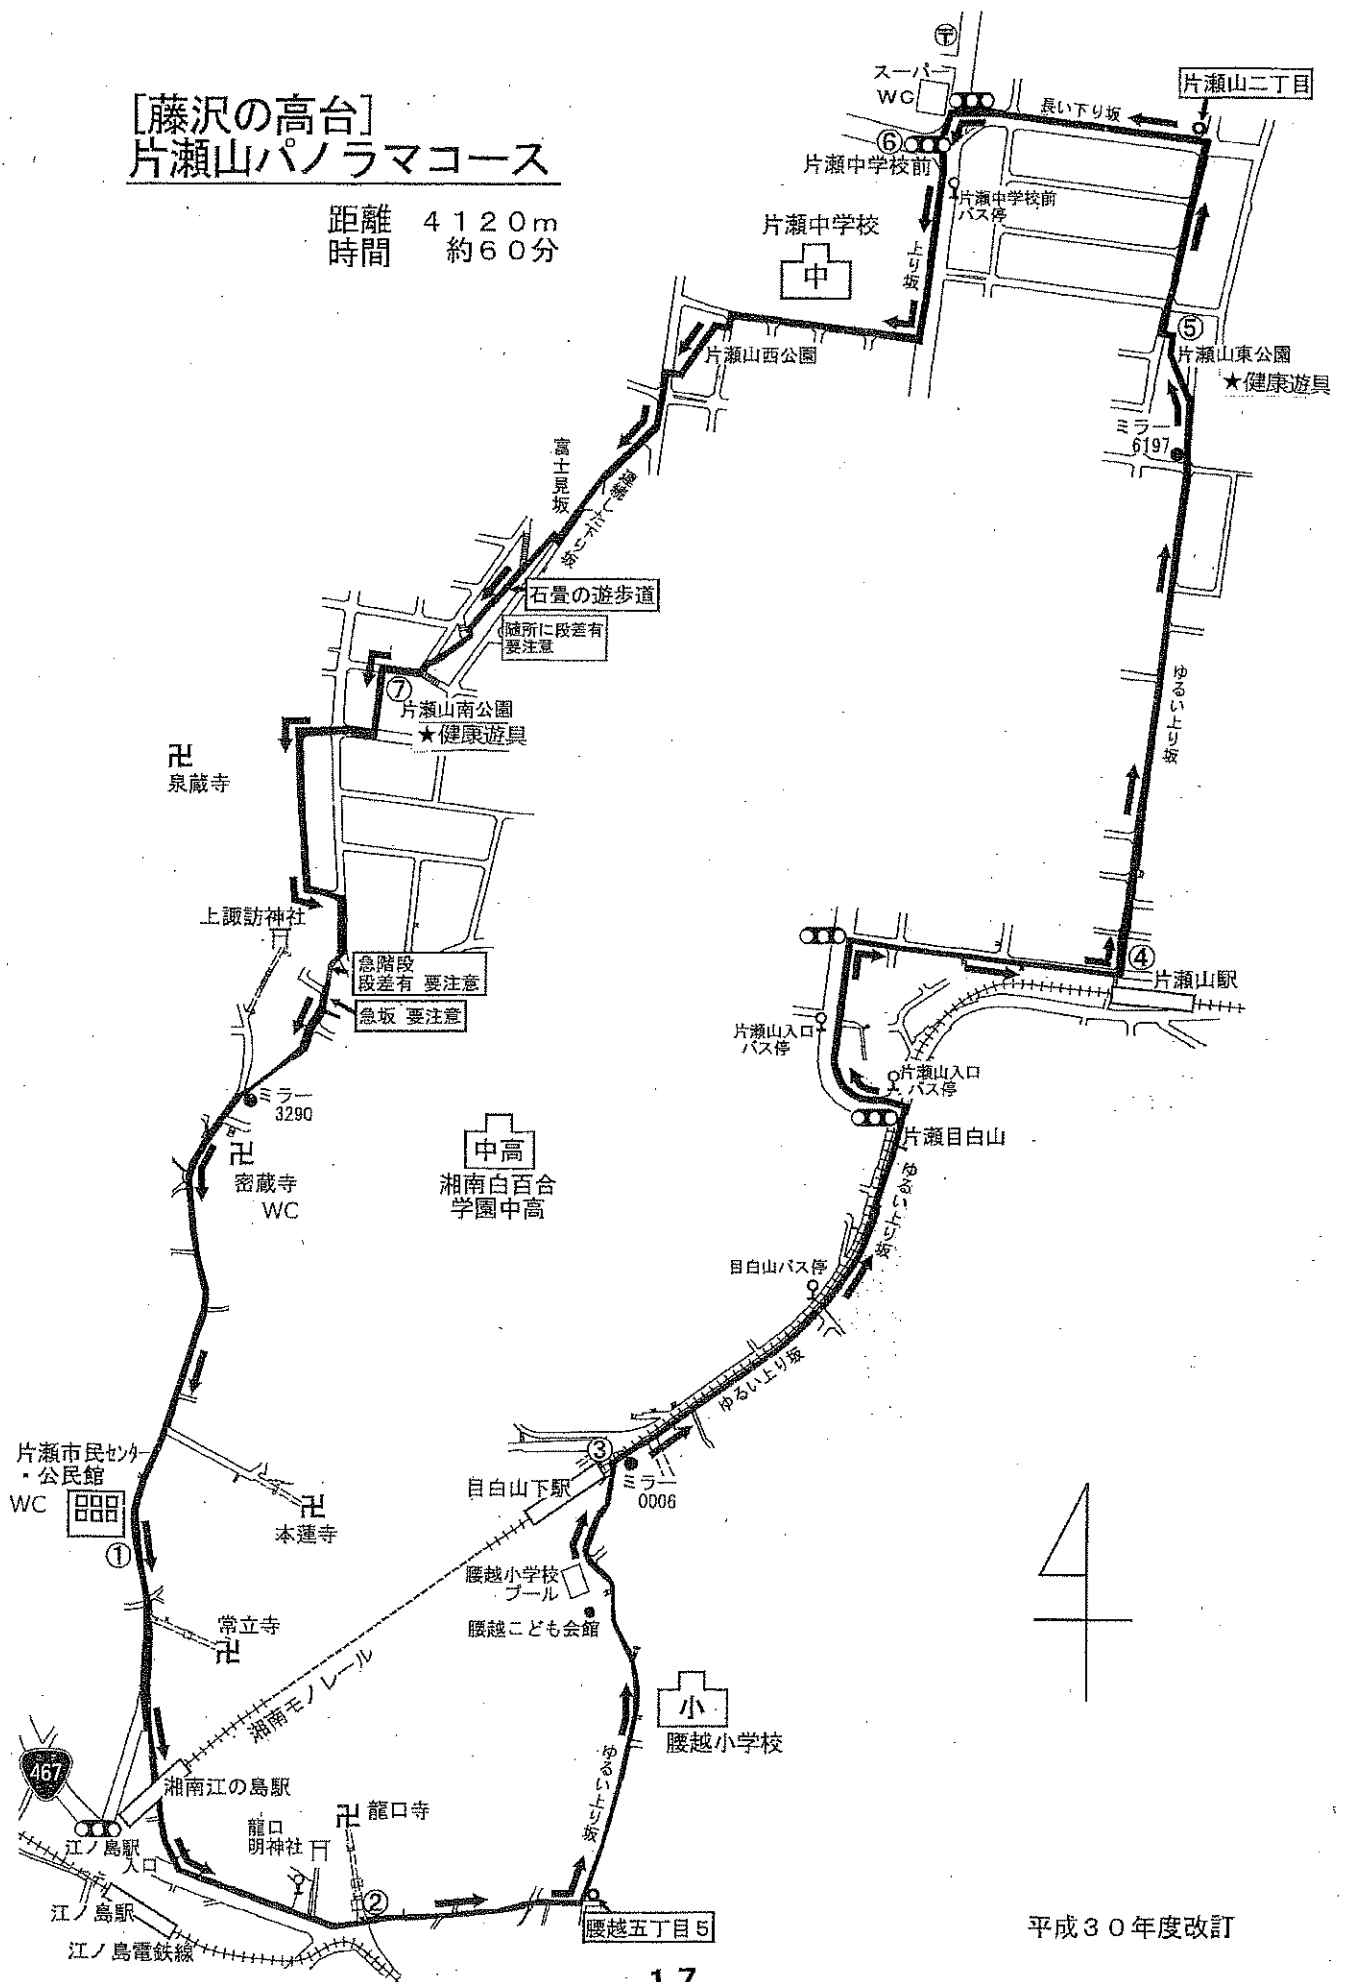 [藤沢の高台]
片瀬山パノラマコース
距離 4120m
時間 約60分
〒
スーパー
WC
片瀬山二丁目
長い下り坂
⑥
片瀬中学校前
片瀬中学校前
バス停
片瀬中学校
中
上り坂
⑤
片瀬山東公園
★健康遊具
片瀬山西公園
ミラー
6197
富士見坂
連続した下り坂
石畳の遊歩道
随所に段差有
要注意
⑦
片瀬山南公園
★健康遊具
ゆるい上り坂
卍
泉蔵寺
上諏訪神社
急階段
段差有 要注意
急坂 要注意
④
片瀬山駅
片瀬山入口
バス停
片瀬山入口
バス停
片瀬目白山
ミラー
3290
卍
密蔵寺
WC
中高
湘南白百合
学園中高
ゆるい上り坂
目白山バス停
ゆるい上り坂
片瀬市民センター
・公民館
WC
①
卍
本蓮寺
③
目白山下駅
ミラー
0006
腰越小学校
プール
腰越こども会館
常立寺
卍
湘南モノレール
小
腰越小学校
ゆるい上り坂
467
湘南江の島駅
江ノ島駅
入口
龍口
明神社
卍 龍口寺
②
江ノ島駅
江ノ島電鉄線
腰越五丁目5
平成30年度改訂
17